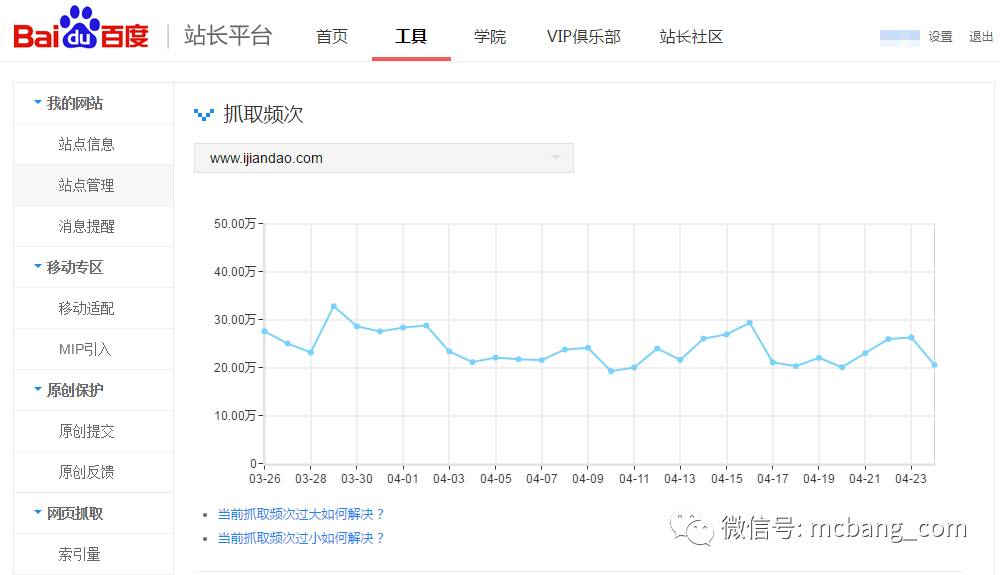 Bai du 百度 | 站长平台 首页 工具 学院 VIP俱乐部 站长社区 设置 退出
我的网站
站点信息
站点管理
消息提醒
移动专区
移动适配
MIP引入
原创保护
原创提交
原创反馈
网页抓取
索引量
抓取频次
www.ijiandao.com
50.00万
40.00万
30.00万
20.00万
10.00万
0
03-26 03-28 03-30 04-01 04-03 04-05 04-07 04-09 04-11 04-13 04-15 04-17 04-19 04-21 04-23
当前抓取频次过大如何解决？
当前抓取频次过小如何解决？
微信号: mcbang_com